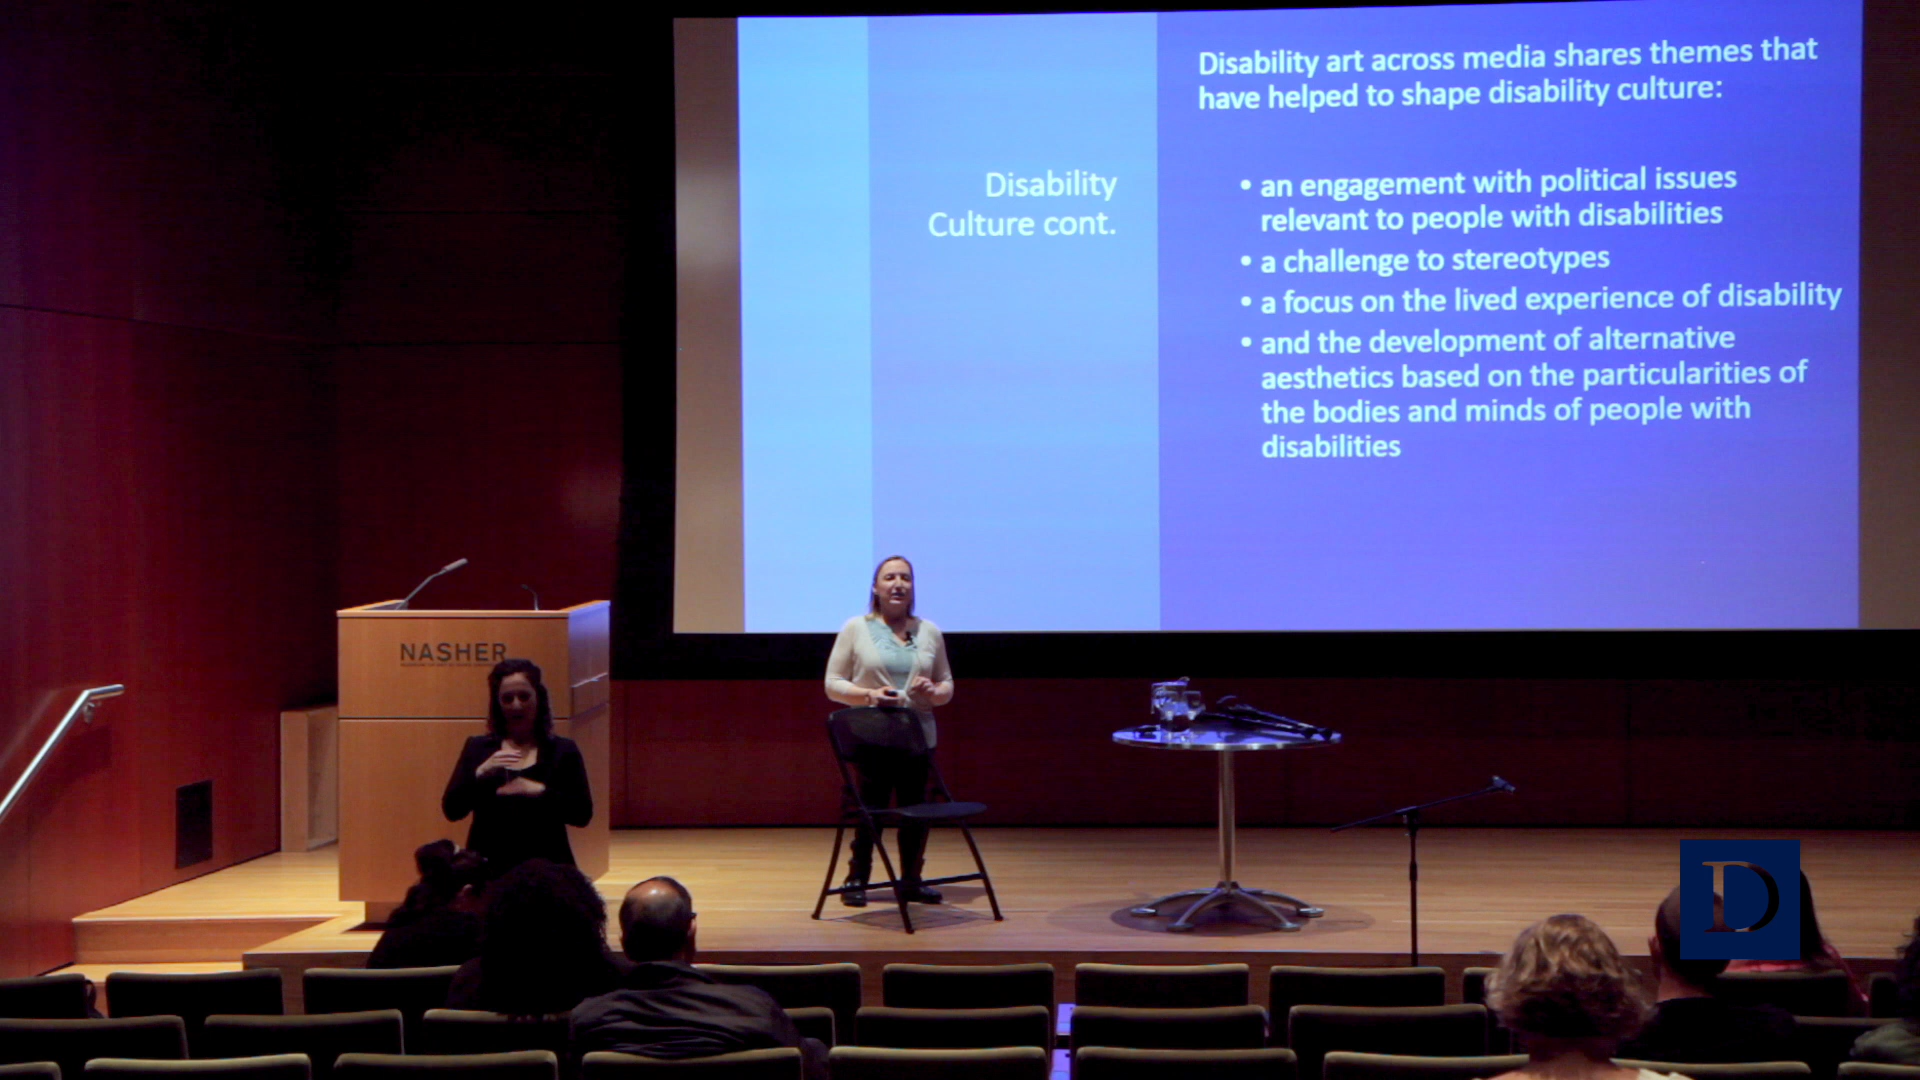 Disability art across media shares themes that
have helped to shape disability culture:
Disability
Culture cont.
• an engagement with political issues
relevant to people with disabilities
• a challenge to stereotypes
• a focus on the lived experience of disability
• and the development of alternative
aesthetics based on the particularities of
the bodies and minds of people with
disabilities
NASHER
D